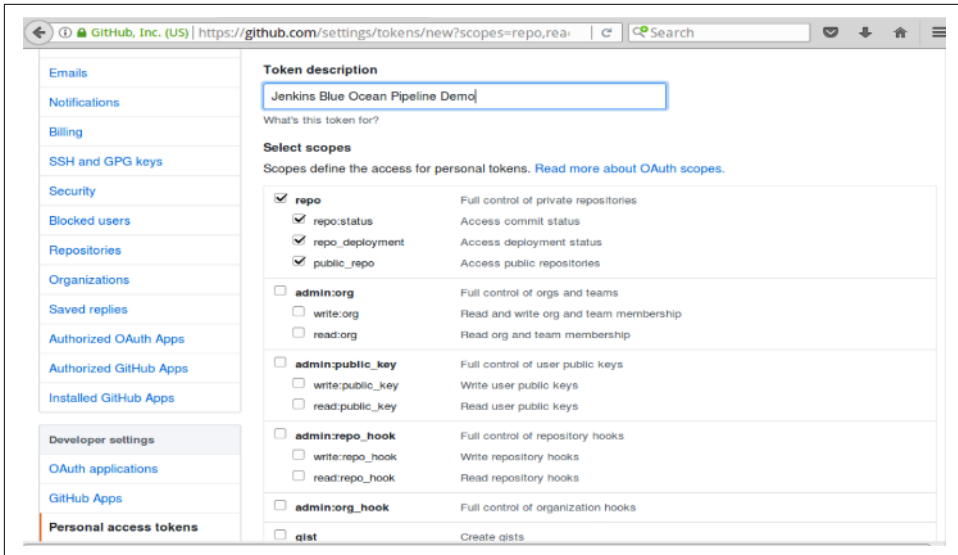 GitHub, Inc. (US) https://github.com/settings/tokens/new?scopes=repo,rea Search
Emails
Notifications
Billing
SSH and GPG keys
Security
Blocked users
Repositories
Organizations
Saved replies
Authorized OAuth Apps
Authorized GitHub Apps
Installed GitHub Apps
Developer settings
OAuth applications
GitHub Apps
Personal access tokens
Token description
Jenkins Blue Ocean Pipeline Demo
What's this token for?
Select scopes
Scopes define the access for personal tokens. Read more about OAuth scopes.
repo Full control of private repositories
repo:status Access commit status
repo_deployment Access deployment status
public_repo Access public repositories
admin:org Full control of orgs and teams
write:org Read and write org and team membership
read:org Read org and team membership
admin:public_key Full control of user public keys
write:public_key Write user public keys
read:public_key Read user public keys
admin:repo_hook Full control of repository hooks
write:repo_hook Write repository hooks
read:repo_hook Read repository hooks
admin:org_hook Full control of organization hooks
gist Create gists